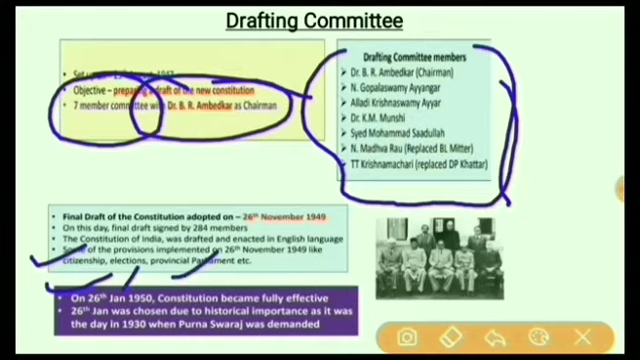 Drafting Committee
Objective – preparing a draft of the new constitution
7 member committee with Dr. B. R. Ambedkar as Chairman
Drafting Committee members
Dr. B. R. Ambedkar (Chairman)
N. Gopalaswamy Ayyangar
Alladi Krishnaswamy Ayyar
Dr. K.M. Munshi
Syed Mohammad Saadullah
N. Madhva Rau (Replaced BL Mitter)
TT Krishnamachari (replaced DP Khattar)
Final Draft of the Constitution adopted on – 26th November 1949
On this day, final draft signed by 284 members
The Constitution of India, was drafted and enacted in English language
Some of the provisions implemented on 26th November 1949 like
citizenship, elections, provincial Parliament etc.
On 26th Jan 1950, Constitution became fully effective
26th Jan was chosen due to historical importance as it was
the day in 1930 when Purna Swaraj was demanded